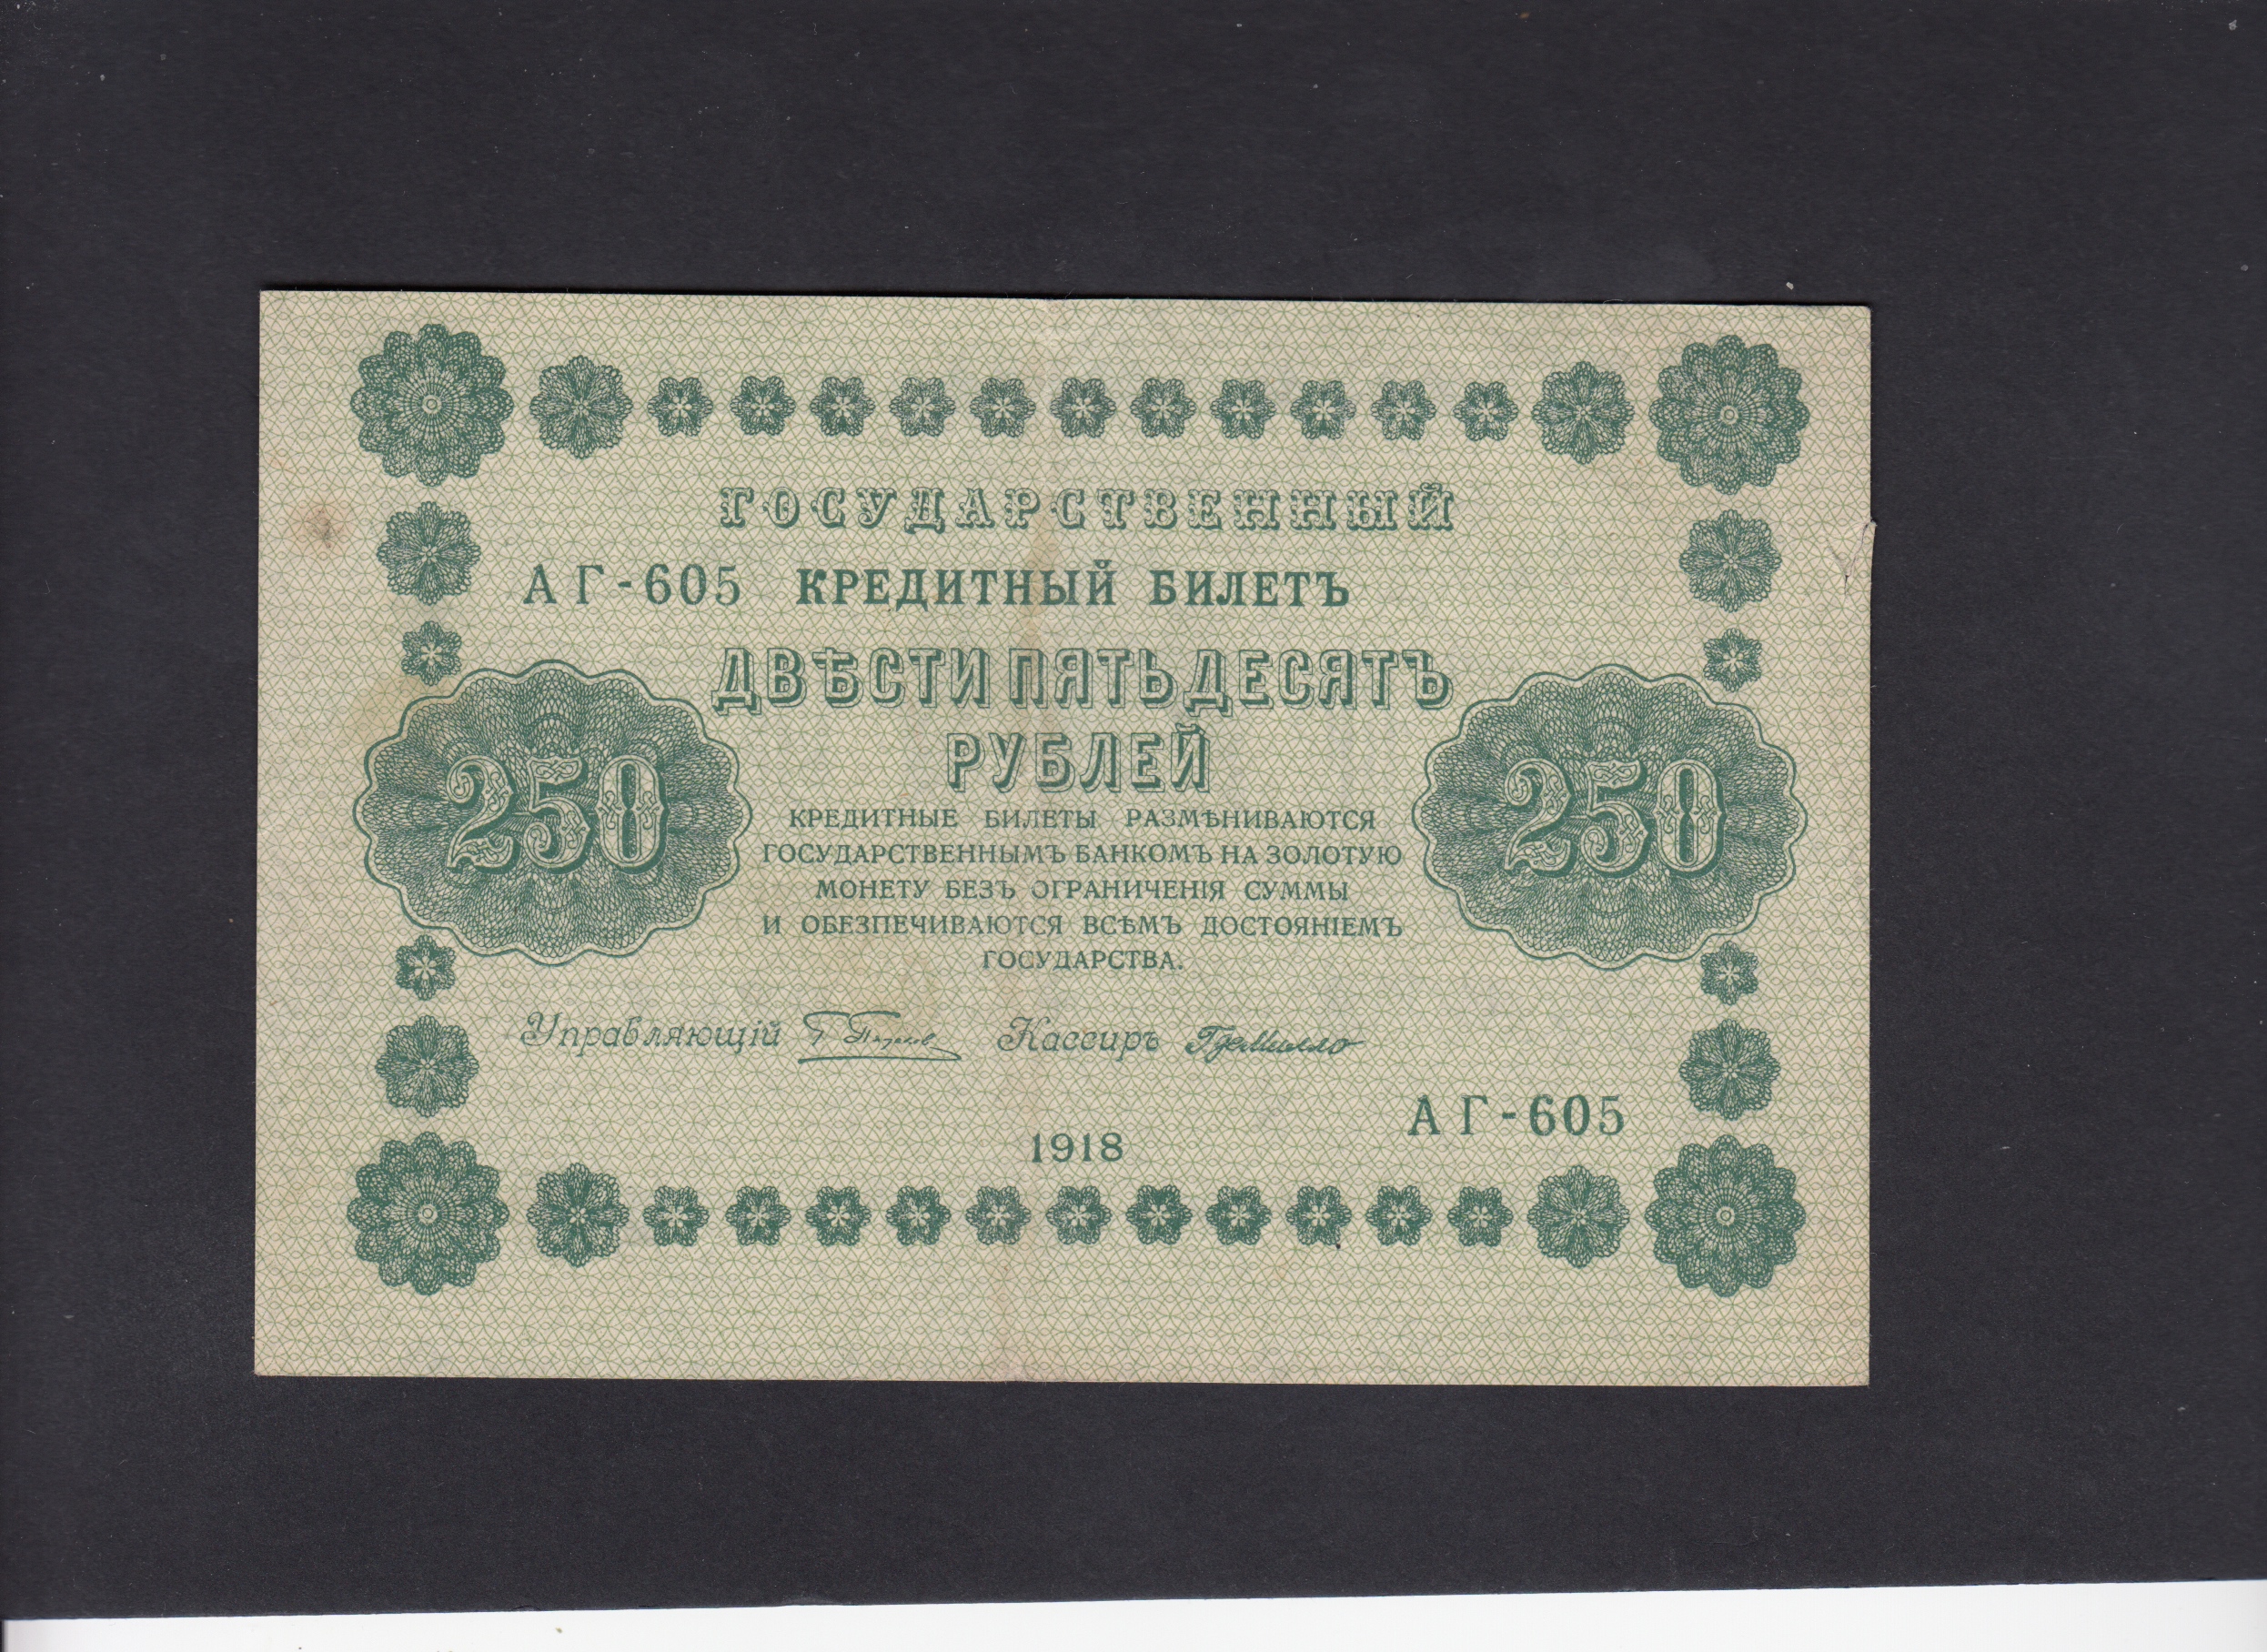 ГОСУДАРСТВЕННЫЙ
АГ-605 КРЕДИТНЫЙ БИЛЕТЪ
ДВѢСТИ ПЯТЬДЕСЯТЪ
РУБЛЕЙ
250
250
КРЕДИТНЫЕ БИЛЕТЫ РАЗМѢНИВАЮТСЯ
ГОСУДАРСТВЕННЫМЪ БАНКОМЪ НА ЗОЛОТУЮ
МОНЕТУ БЕЗЪ ОГРАНИЧЕНІЯ СУММЫ
И ОБЕЗПЕЧИВАЮТСЯ ВСѢМЪ ДОСТОЯНІЕМЪ
ГОСУДАРСТВА.
Управляющій Кассиръ
АГ-605
1918